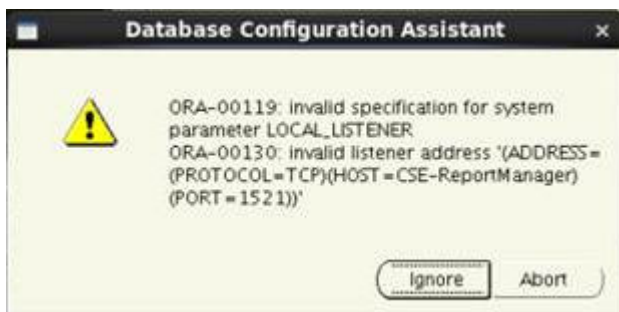 Database Configuration Assistant
ORA-00119: invalid specification for system
parameter LOCAL_LISTENER
ORA-00130: invalid listener address '(ADDRESS=
(PROTOCOL=TCP)(HOST=CSE-ReportManager)
(PORT=1521))'
Ignore Abort